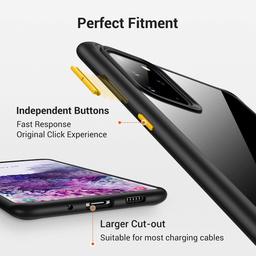 Perfect Fitment
Independent Buttons
Fast Response
Original Click Experience
Larger Cut-out
Suitable for most charging cables